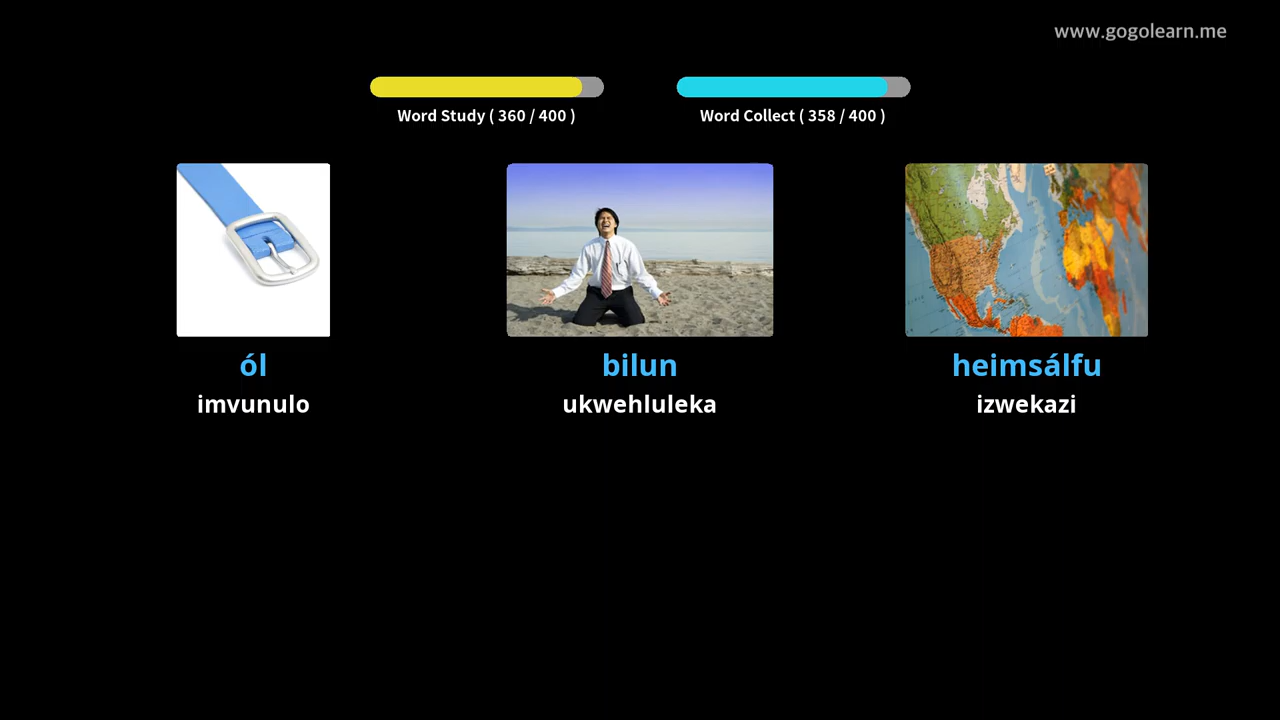 www.gogolearn.me
Word Study ( 360 / 400 )
Word Collect ( 358 / 400 )
ól
bilun
heimsálfu
imvunulo
ukwehluleka
izwekazi